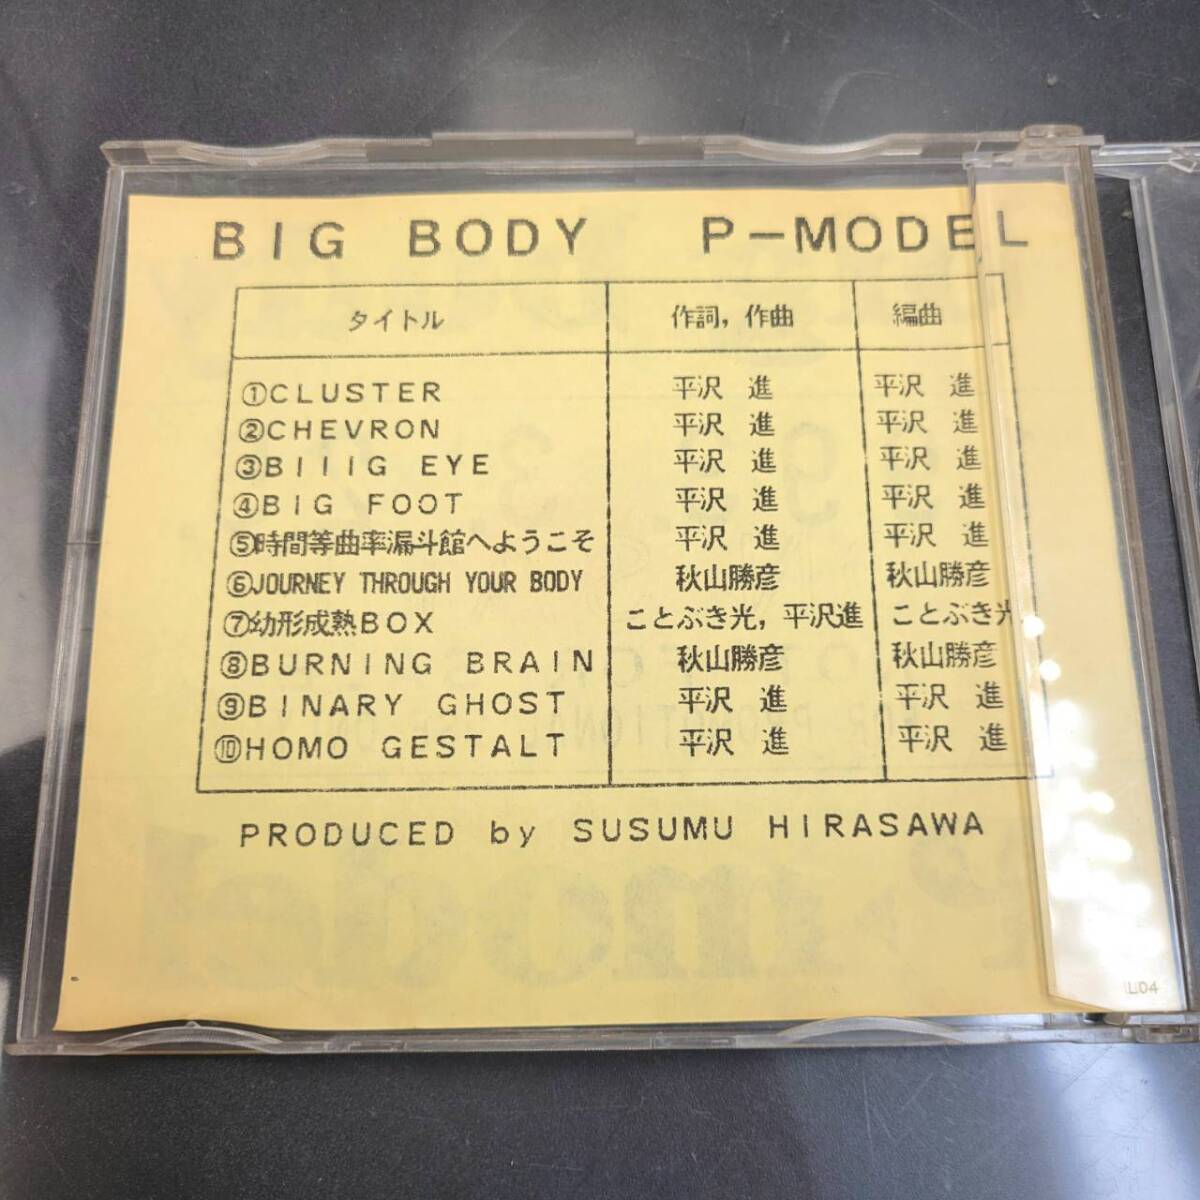 BIG BODY P-MODEL
タイトル 作詞,作曲 編曲
①CLUSTER 平沢 進 平沢 進
②CHEVRON 平沢 進 平沢 進
③BIIIG EYE 平沢 進 平沢 進
④BIG FOOT 平沢 進 平沢 進
⑤時間等曲率漏斗館へようこそ 平沢 進 平沢 進
⑥JOURNEY THROUGH YOUR BODY 秋山勝彦 秋山勝彦
⑦幼形成熟BOX ことぶき光,平沢進 ことぶき光
⑧BURNING BRAIN 秋山勝彦 秋山勝彦
⑨BINARY GHOST 平沢 進 平沢 進
⑩HOMO GESTALT 平沢 進 平沢 進
PRODUCED by SUSUMU HIRASAWA